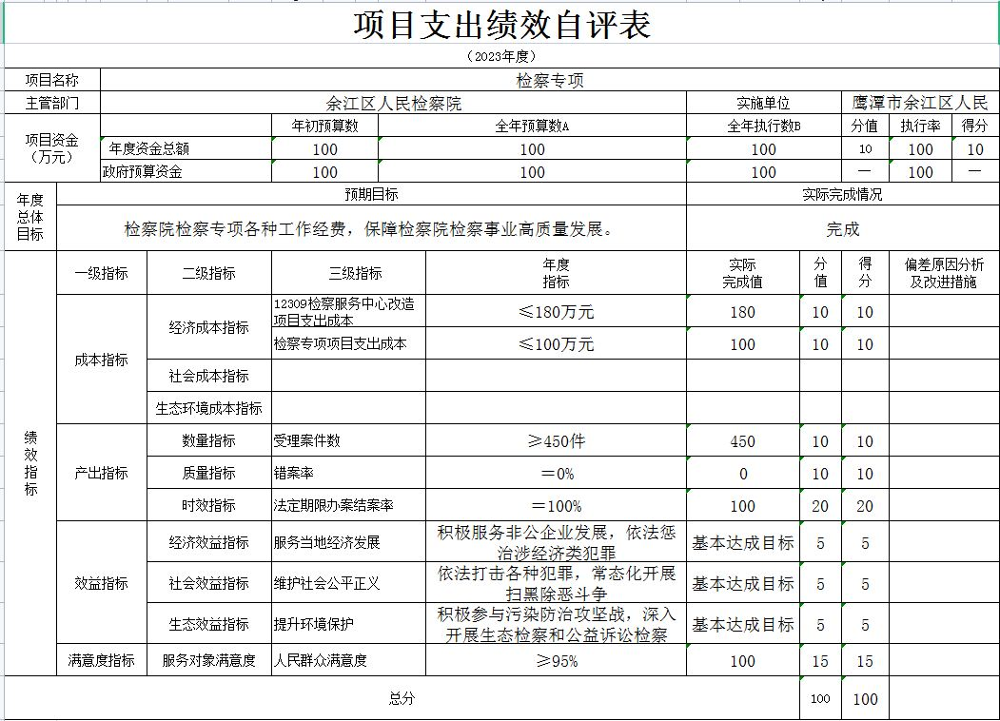 项目支出绩效自评表
（2023年度）
项目名称 检察专项
主管部门 余江区人民检察院 实施单位 鹰潭市余江区人民
项目资金
（万元） 年初预算数 全年预算数A 全年执行数B 分值 执行率 得分
年度资金总额 100 100 100 10 100 10
政府预算资金 100 100 100 — 100 —
年度
总体
目标 预期目标 实际完成情况
检察院检察专项各种工作经费，保障检察院检察事业高质量发展。 完成
绩
效
指
标
一级指标 二级指标 三级指标 年度
指标 实际
完成值 分
值 得
分 偏差原因分析
及改进措施
成本指标 经济成本指标 12309检察服务中心改造
项目支出成本 ≤180万元 180 10 10
检察专项项目支出成本 ≤100万元 100 10 10
社会成本指标
生态环境成本指标
产出指标 数量指标 受理案件数 ≥450件 450 10 10
质量指标 错案率 ＝0% 0 10 10
时效指标 法定期限办案结案率 ＝100% 100 20 20
效益指标 经济效益指标 服务当地经济发展 积极服务非公企业发展，依法惩
治涉经济类犯罪 基本达成目标 5 5
社会效益指标 维护社会公平正义 依法打击各种犯罪，常态化开展
扫黑除恶斗争 基本达成目标 5 5
生态效益指标 提升环境保护 积极参与污染防治攻坚战，深入
开展生态检察和公益诉讼检察 基本达成目标 5 5
满意度指标 服务对象满意度 人民群众满意度 ≥95% 100 15 15
总分 100 100